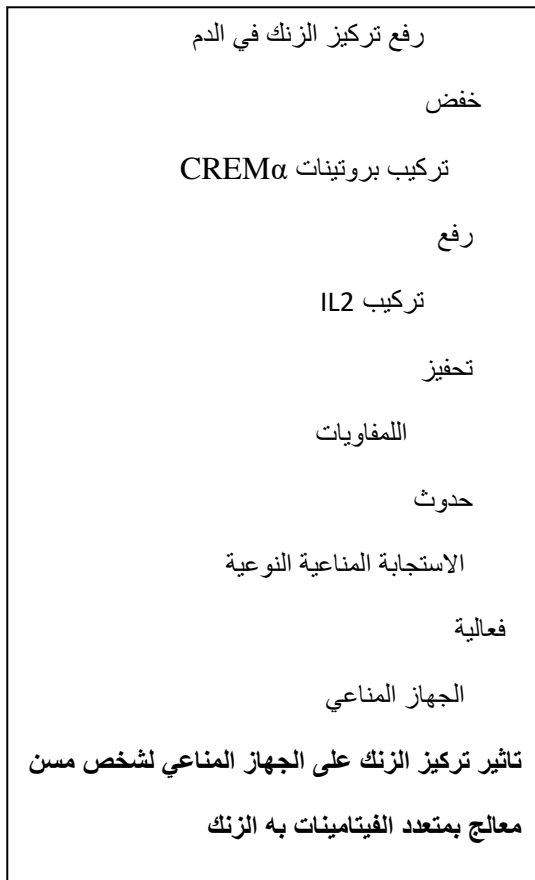 رفع تركيز الزنك في الدم
خفض
تركيب بروتينات CREMα
رفع
تركيب IL2
تحفيز
اللمفاويات
حدوث
الاستجابة المناعية النوعية
فعالية
الجهاز المناعي
تاثير تركيز الزنك على الجهاز المناعي لشخص مسن
معالج بمتعدد الفيتامينات به الزنك